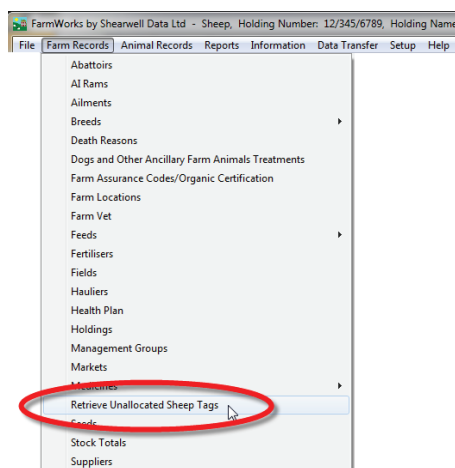 FarmWorks by Shearwell Data Ltd - Sheep, Holding Number: 12/345/6789, Holding Name
File Farm Records Animal Records Reports Information Data Transfer Setup Help
Abattoirs
AI Rams
Ailments
Breeds
Death Reasons
Dogs and Other Ancillary Farm Animals Treatments
Farm Assurance Codes/Organic Certification
Farm Locations
Farm Vet
Feeds
Fertilisers
Fields
Hauliers
Health Plan
Holdings
Management Groups
Markets
Medicines
Retrieve Unallocated Sheep Tags
Seeds
Stock Totals
Suppliers